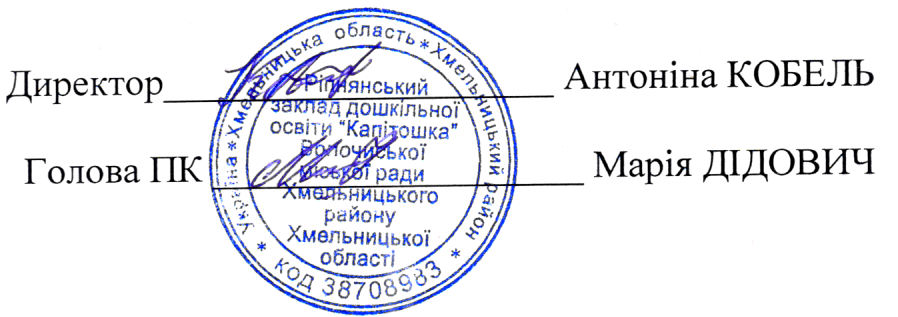 Директор Антоніна КОБЕЛЬ
Голова ПК Марія ДІДОВИЧ
Україна * Хмельницька область * Хмельницький район *
код 38708983
Ріпнянський
заклад дошкільної
освіти "Капітошка"
Волочиської
міської ради
Хмельницького
району
Хмельницької
області